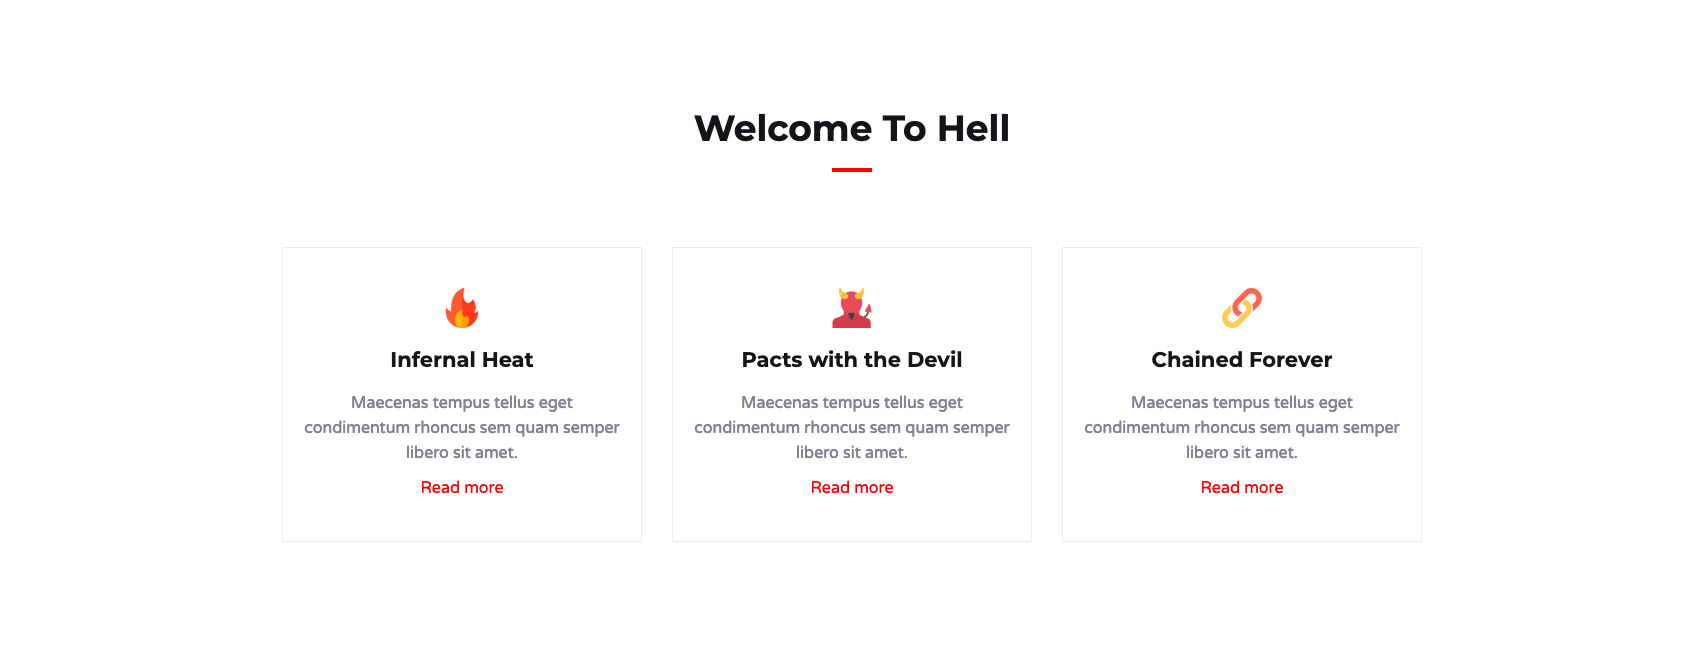 Welcome To Hell
Infernal Heat
Maecenas tempus tellus eget
condimentum rhoncus sem quam semper
libero sit amet.
Read more
Pacts with the Devil
Maecenas tempus tellus eget
condimentum rhoncus sem quam semper
libero sit amet.
Read more
Chained Forever
Maecenas tempus tellus eget
condimentum rhoncus sem quam semper
libero sit amet.
Read more